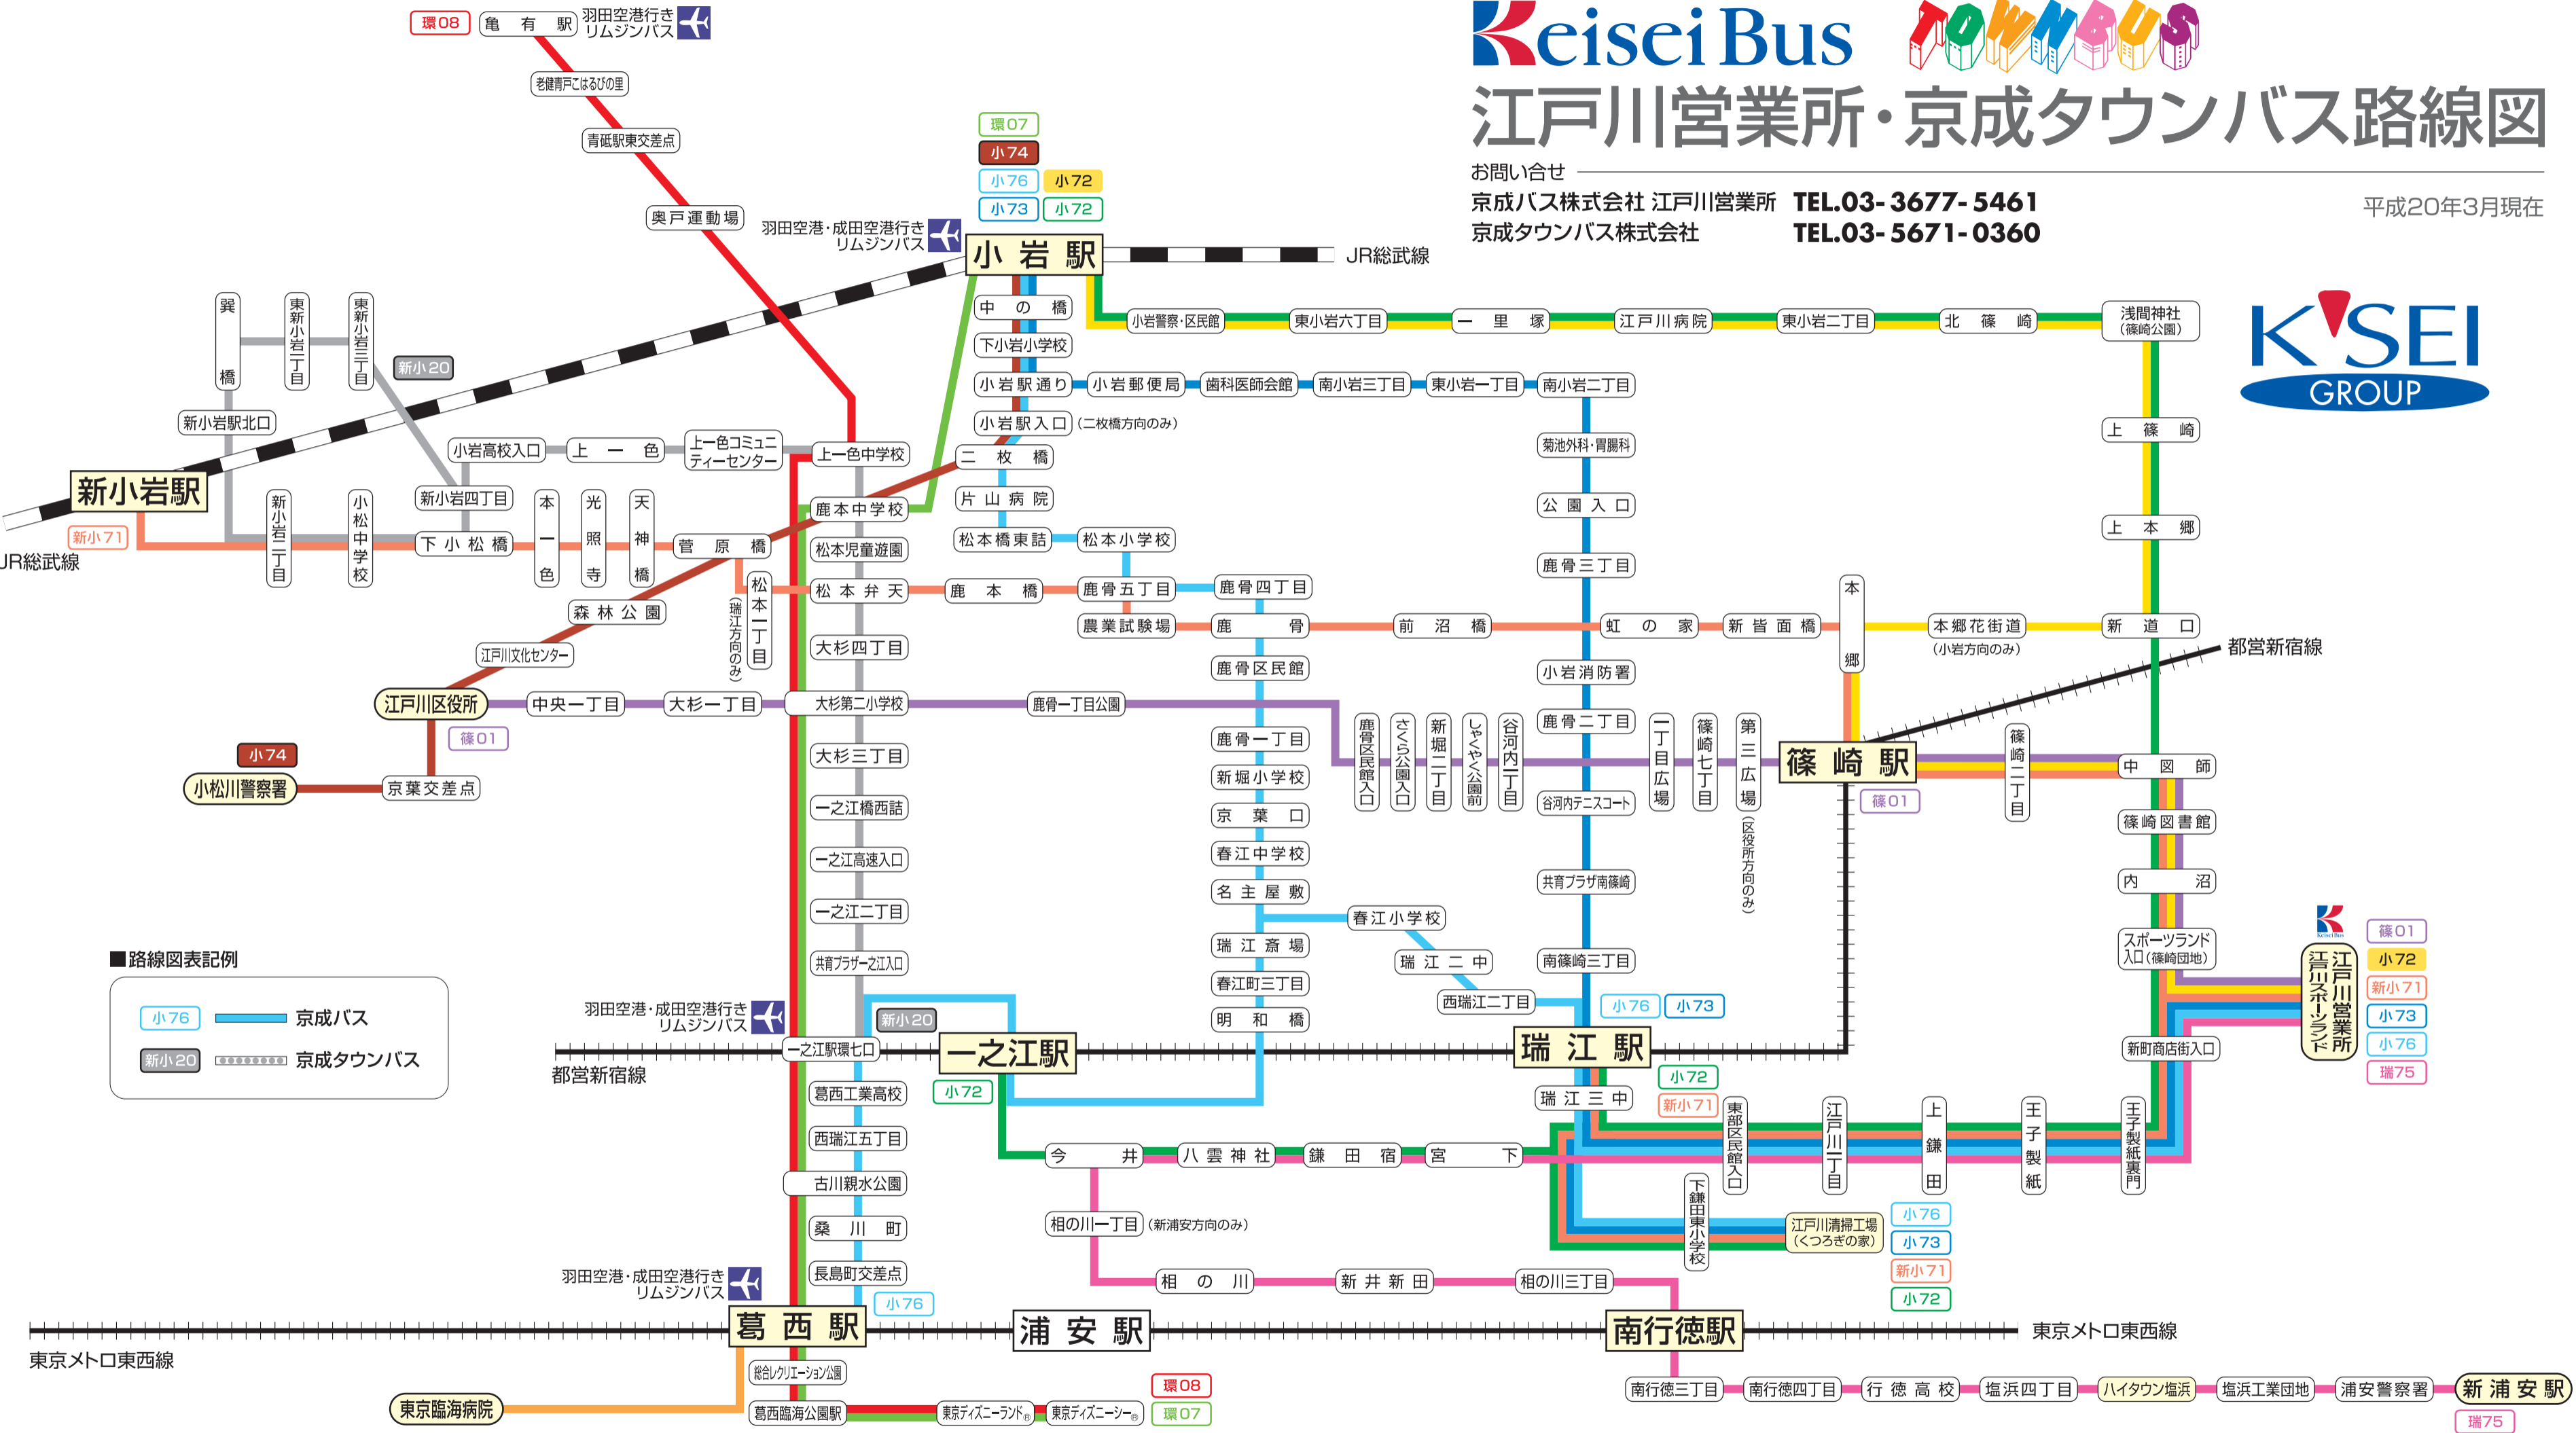 Keisei Bus TOWNBUS
江戸川営業所・京成タウンバス路線図
お問い合せ
京成バス株式会社 江戸川営業所 TEL.03-3677-5461
京成タウンバス株式会社 TEL.03-5671-0360
平成20年3月現在
K'SEI
GROUP
環08
亀有駅
羽田空港行き
リムジンバス
老健青戸こはるびの里
青砥駅東交差点
奥戸運動場
環07
小74
小76
小72
小73
小72
羽田空港・成田空港行き
リムジンバス
小岩駅
JR総武線
中の橋
下小岩小学校
小岩駅通り
小岩郵便局
歯科医師会館
南小岩三丁目
東小岩一丁目
南小岩二丁目
小岩駅入口
(二枚橋方向のみ)
二枚橋
片山病院
松本橋東詰
松本小学校
小岩警察・区民館
東小岩六丁目
一里塚
江戸川病院
東小岩二丁目
北篠崎
浅間神社
(篠崎公園)
上篠崎
上本郷
新道口
本郷花街道
(小岩方向のみ)
本郷
都営新宿線
巽橋
東新小岩一丁目
東新小岩三丁目
新小20
新小岩駅北口
新小岩駅
新小71
JR総武線
小岩高校入口
上一色
上一色コミュニ
ティーセンター
上一色中学校
新小岩四丁目
新小岩二丁目
小松中学校
下小松橋
本一色
光照寺
天神橋
菅原橋
松本一丁目
(瑞江方向のみ)
鹿本中学校
松本児童遊園
松本弁天
鹿本橋
鹿骨五丁目
鹿骨四丁目
農業試験場
鹿骨
前沼橋
虹の家
新皆面橋
森林公園
江戸川文化センター
江戸川区役所
篠01
小74
小松川警察署
京葉交差点
中央一丁目
大杉一丁目
大杉四丁目
大杉第二小学校
大杉三丁目
一之江橋西詰
一之江高速入口
一之江二丁目
共育プラザ一之江入口
鹿骨一丁目公園
鹿骨区民館
鹿骨一丁目
新堀小学校
京葉口
春江中学校
名主屋敷
瑞江斎場
春江町三丁目
明和橋
春江小学校
瑞江二中
西瑞江二丁目
鹿骨区民館入口
さくら公園入口
新堀二丁目
しゃくやく公園前
谷河内一丁目
菊池外科・胃腸科
公園入口
鹿骨三丁目
小岩消防署
鹿骨二丁目
谷河内テニスコート
共育プラザ南篠崎
南篠崎三丁目
一丁目広場
篠崎七丁目
第三広場
(区役所方向のみ)
篠崎駅
篠01
篠崎二丁目
中図師
篠崎図書館
内沼
スポーツランド
入口(篠崎団地)
新町商店街入口
Keisei Bus
江戸川営業所
江戸川スポーツランド
篠01
小72
新小71
小73
小76
瑞75
■路線図表記例
小76 京成バス
新小20 京成タウンバス
羽田空港・成田空港行き
リムジンバス
新小20
一之江駅環七口
都営新宿線
一之江駅
小72
小76
小73
瑞江駅
小72
新小71
瑞江三中
葛西工業高校
西瑞江五丁目
古川親水公園
桑川町
長島町交差点
小76
今井
八雲神社
鎌田宿
宮下
東部区民館入口
江戸川一丁目
上鎌田
王子製紙
王子製紙裏門
下鎌田東小学校
江戸川清掃工場
(くつろぎの家)
小76
小73
新小71
小72
相の川一丁目
(新浦安方向のみ)
相の川
新井新田
相の川三丁目
羽田空港・成田空港行き
リムジンバス
葛西駅
浦安駅
南行徳駅
東京メトロ東西線
東京メトロ東西線
総合レクリエーション公園
東京臨海病院
葛西臨海公園駅
東京ディズニーランド®
東京ディズニーシー®
環08
環07
南行徳三丁目
南行徳四丁目
行徳高校
塩浜四丁目
ハイタウン塩浜
塩浜工業団地
浦安警察署
新浦安駅
瑞75